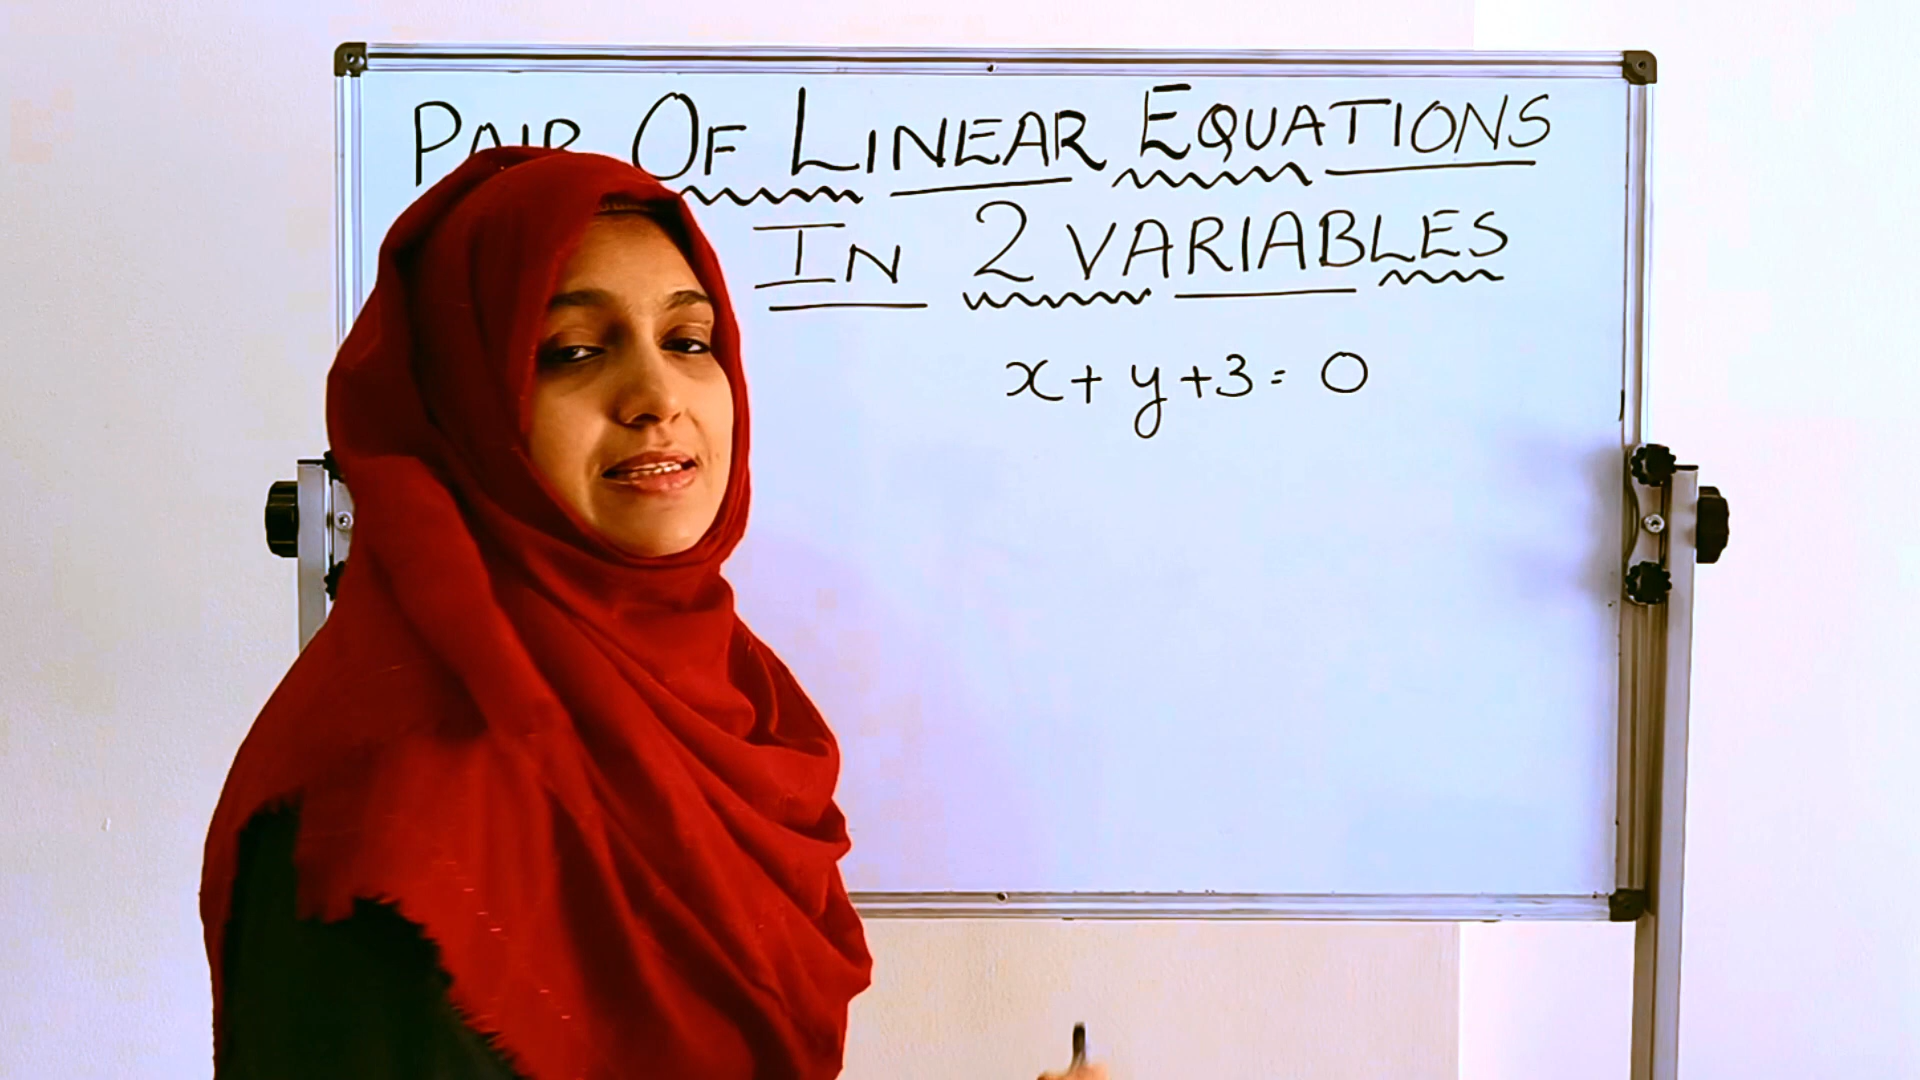 PAIR OF LINEAR EQUATIONS
IN 2 VARIABLES
x + y + 3 = 0